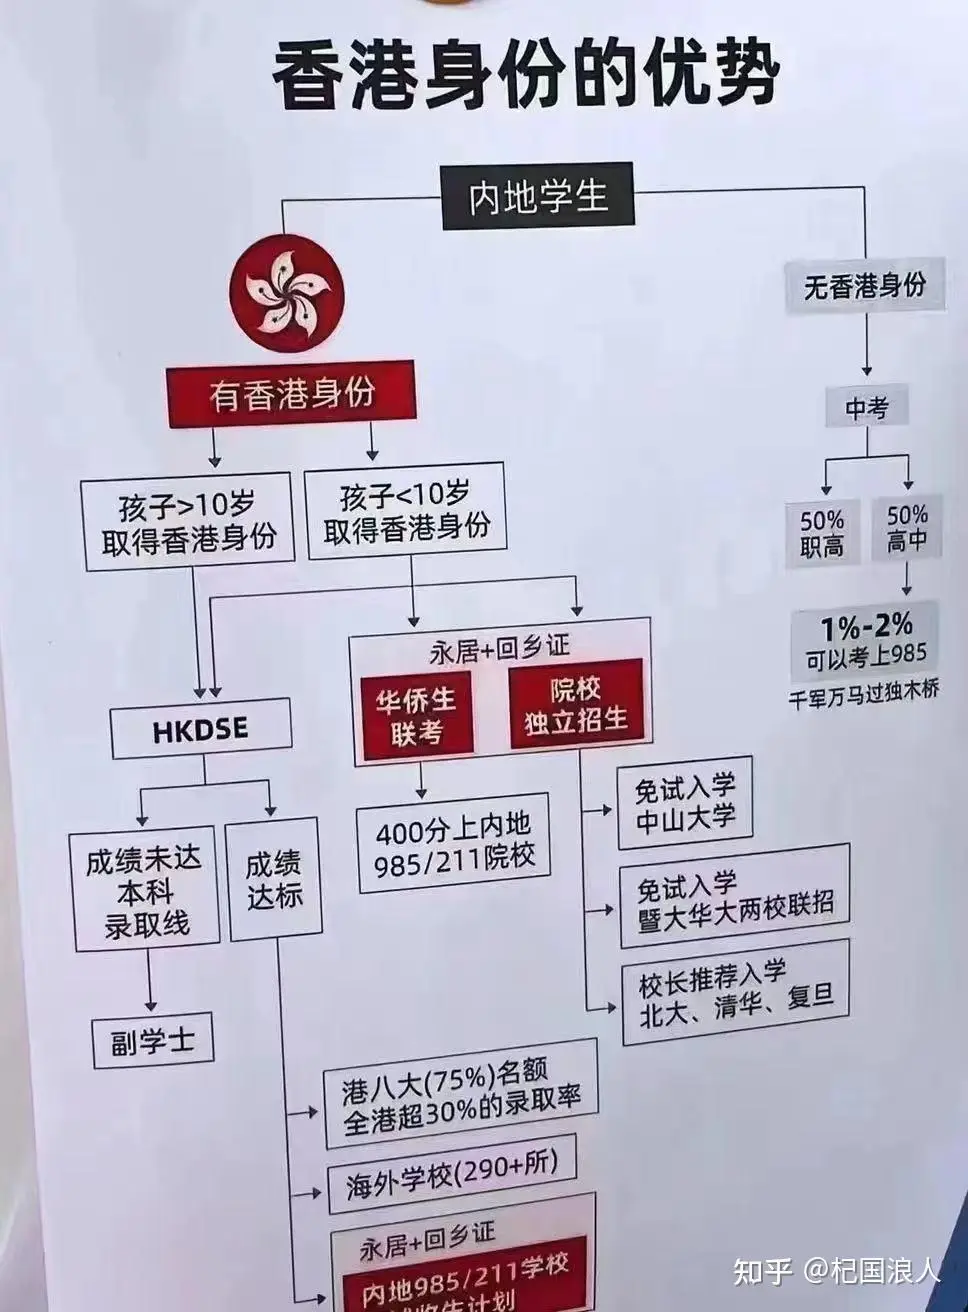 香港身份的优势
内地学生
无香港身份
有香港身份
中考
孩子>10岁
取得香港身份
孩子<10岁
取得香港身份
50%
职高
50%
高中
1%-2%
可以考上985
千军万马过独木桥
永居+回乡证
华侨生
联考
院校
独立招生
HKDSE
免试入学
中山大学
400分上内地
985/211院校
成绩未达
本科
录取线
成绩
达标
免试入学
暨大华大两校联招
校长推荐入学
北大、清华、复旦
副学士
港八大(75%)名额
全港超30%的录取率
海外学校(290+所)
永居+回乡证
内地985/211学校
收生计划
知乎 @杞国浪人